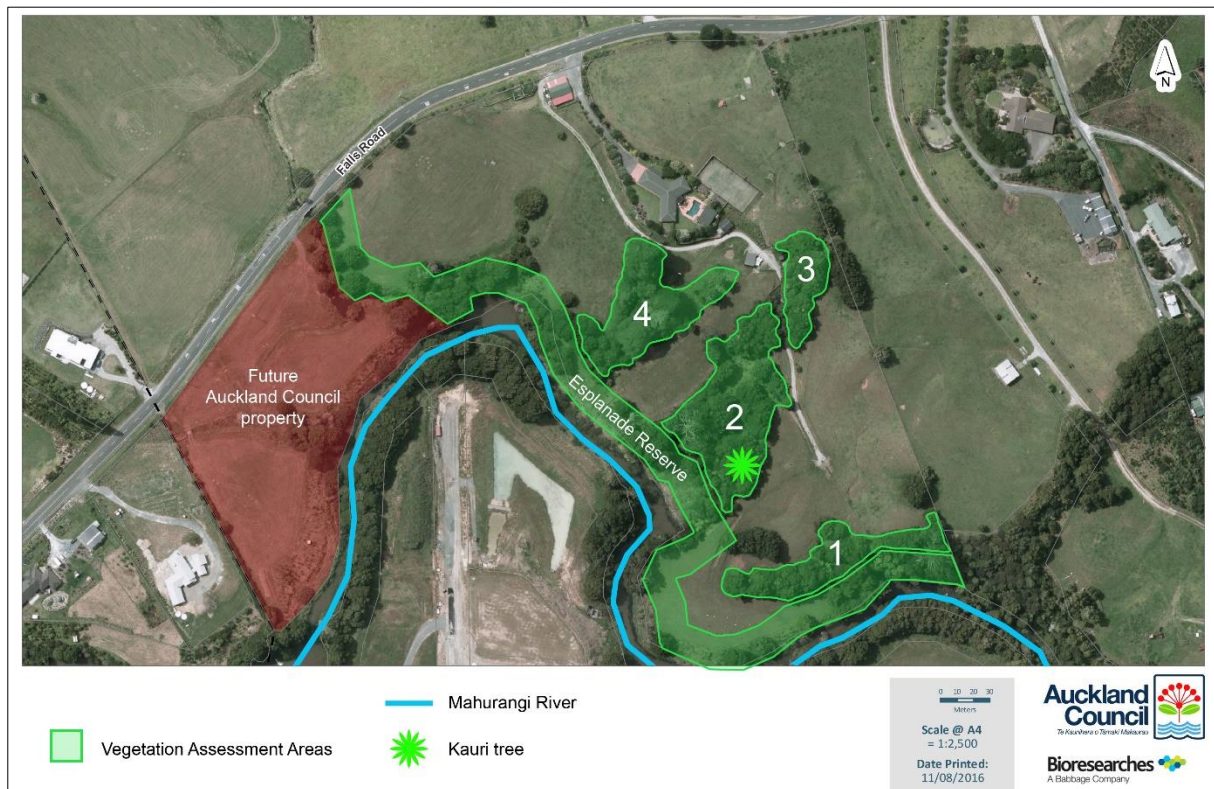 N
Falls Road
3
4
Future
Auckland Council
property
Esplanade Reserve
2
1
Mahurangi River
Vegetation Assessment Areas
Kauri tree
0 10 20 30
Meters
Scale @ A4
= 1:2,500
Date Printed:
11/08/2016
Auckland
Council
Te Kaunihera o Tāmaki Makaurau
Bioresearches
A Babbage Company